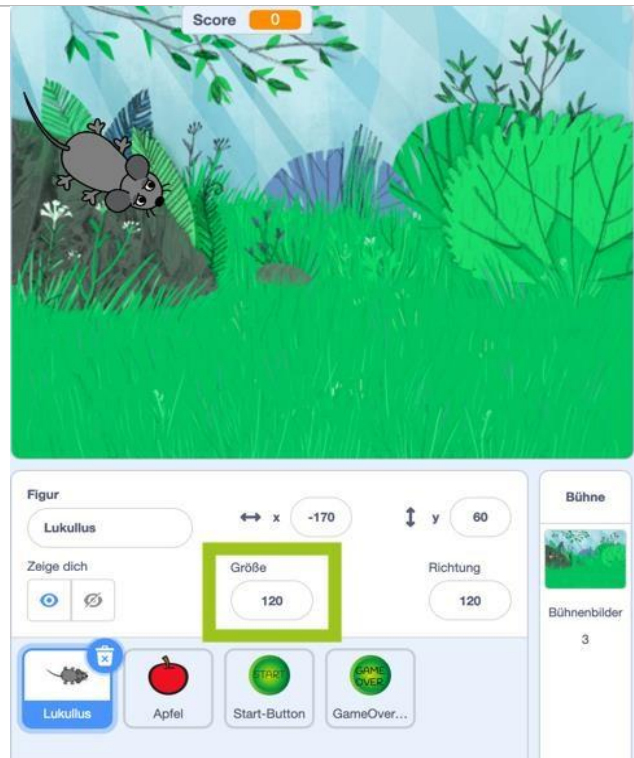 Score 0
Figur
Bühne
Lukullus
x -170
y 60
Zeige dich
Größe
Richtung
120
120
Bühnenbilder
3
START
GAME
OVER
Lukullus
Apfel
Start-Button
GameOver...